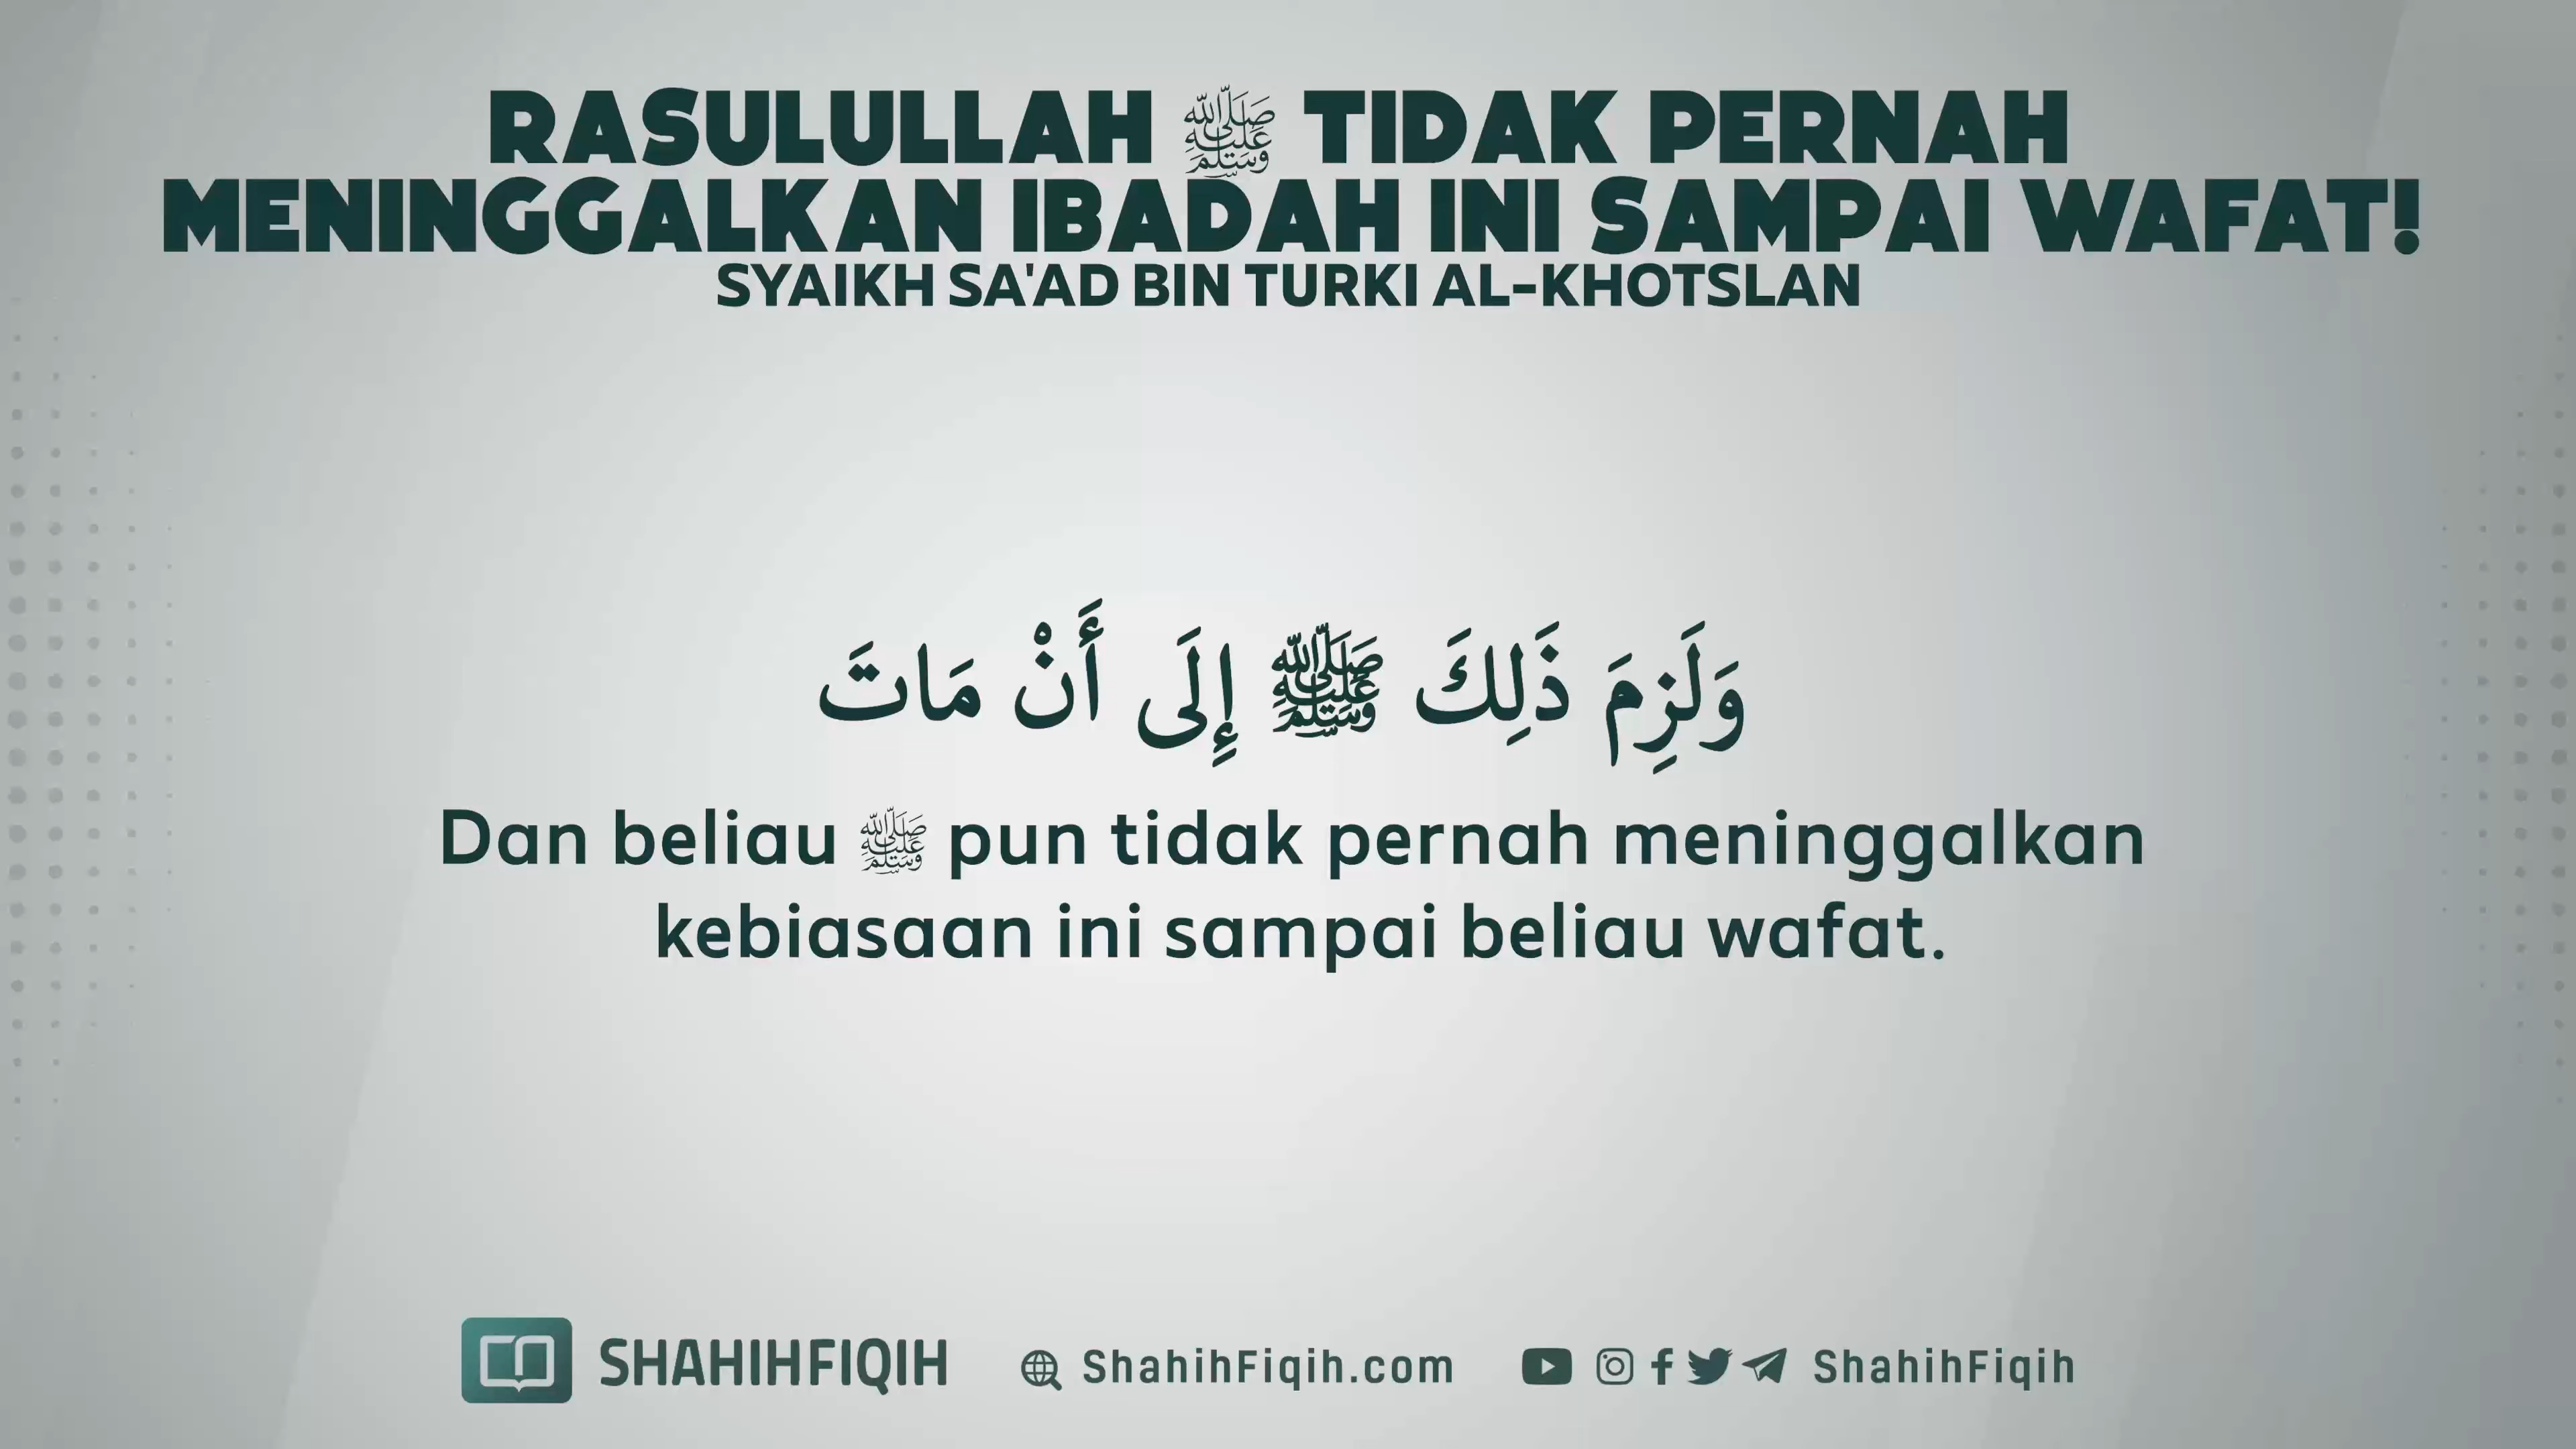 RASULULLAH ﷺ TIDAK PERNAH
MENINGGALKAN IBADAH INI SAMPAI WAFAT!
SYAIKH SA'AD BIN TURKI AL-KHOTSLAN
وَلَزِمَ ذَلِكَ ﷺ إِلَى أَنْ مَاتَ
Dan beliau ﷺ pun tidak pernah meninggalkan
kebiasaan ini sampai beliau wafat.
SHAHIHFIQIH ShahihFiqih.com ShahihFiqih